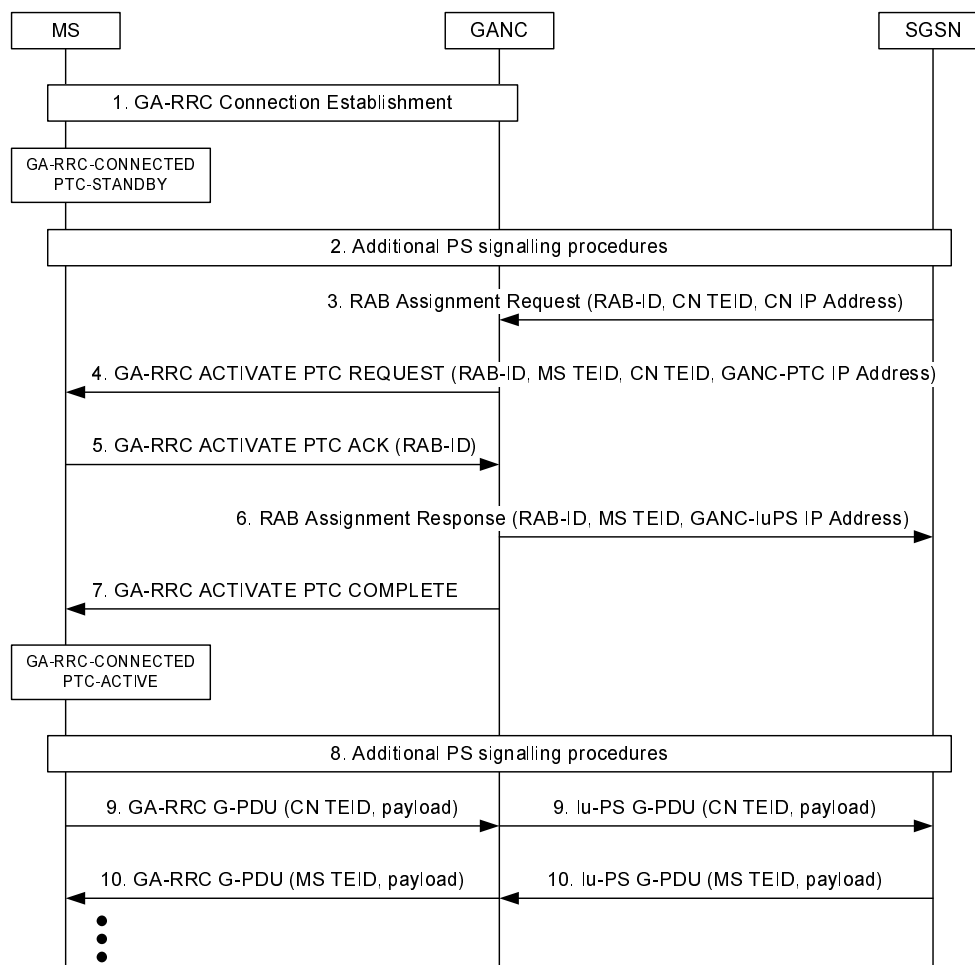 MS
GANC
SGSN
1. GA-RRC Connection Establishment
GA-RRC-CONNECTED
PTC-STANDBY
2. Additional PS signalling procedures
3. RAB Assignment Request (RAB-ID, CN TEID, CN IP Address)
4. GA-RRC ACTIVATE PTC REQUEST (RAB-ID, MS TEID, CN TEID, GANC-PTC IP Address)
5. GA-RRC ACTIVATE PTC ACK (RAB-ID)
6. RAB Assignment Response (RAB-ID, MS TEID, GANC-IuPS IP Address)
7. GA-RRC ACTIVATE PTC COMPLETE
GA-RRC-CONNECTED
PTC-ACTIVE
8. Additional PS signalling procedures
9. GA-RRC G-PDU (CN TEID, payload)
9. Iu-PS G-PDU (CN TEID, payload)
10. GA-RRC G-PDU (MS TEID, payload)
10. Iu-PS G-PDU (MS TEID, payload)